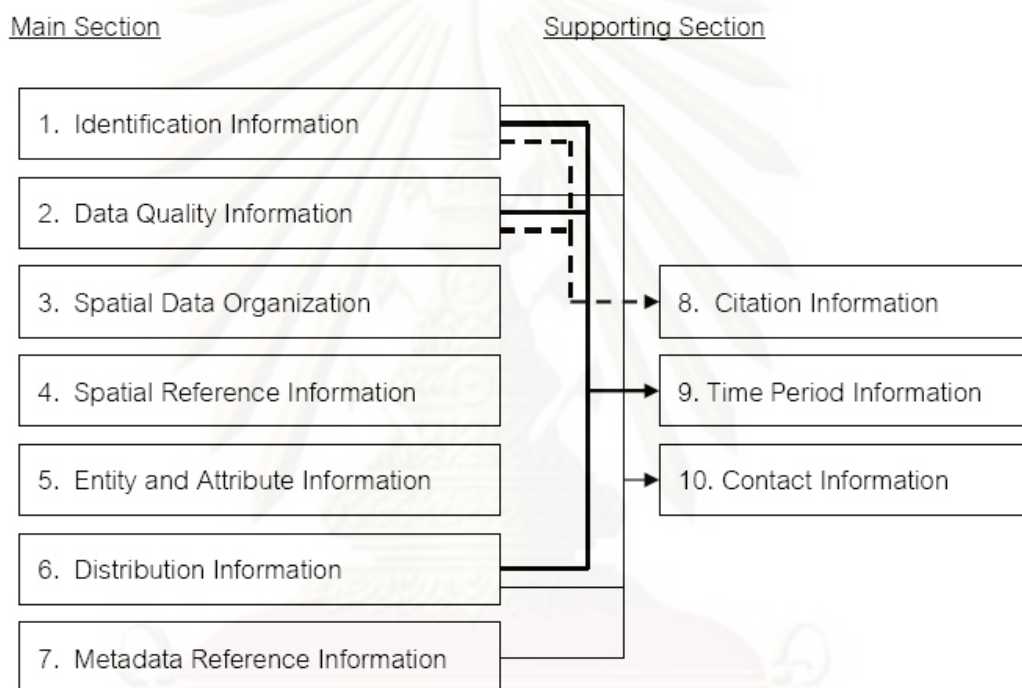 Main Section
Supporting Section
1. Identification Information
2. Data Quality Information
3. Spatial Data Organization
4. Spatial Reference Information
5. Entity and Attribute Information
6. Distribution Information
7. Metadata Reference Information
8. Citation Information
9. Time Period Information
10. Contact Information